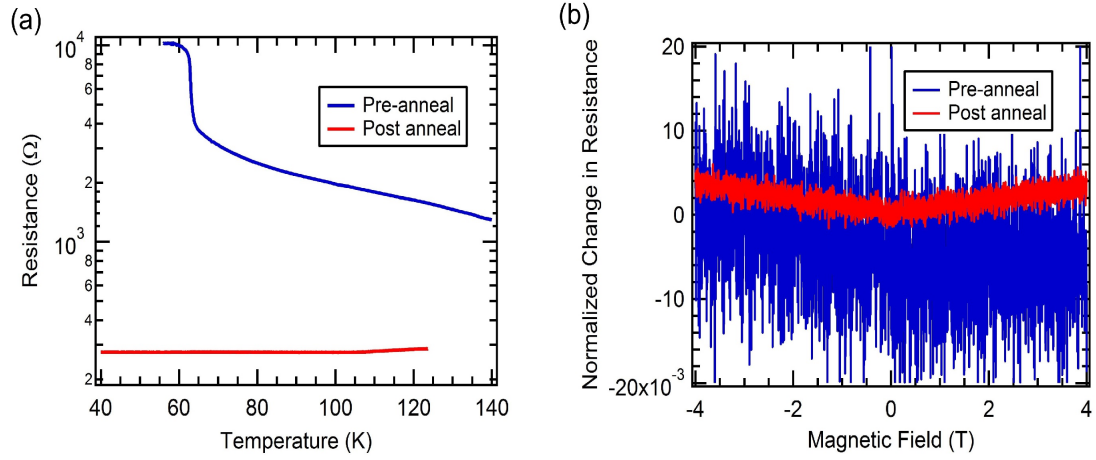 (a)
10⁴
8
6
4
2
10³
8
6
4
2
Resistance (Ω)
Pre-anneal
Post anneal
40
60
80
100
120
140
Temperature (K)
(b)
20
10
0
-10
-20x10⁻³
Normalized Change in Resistance
Pre-anneal
Post anneal
-4
-2
0
2
4
Magnetic Field (T)